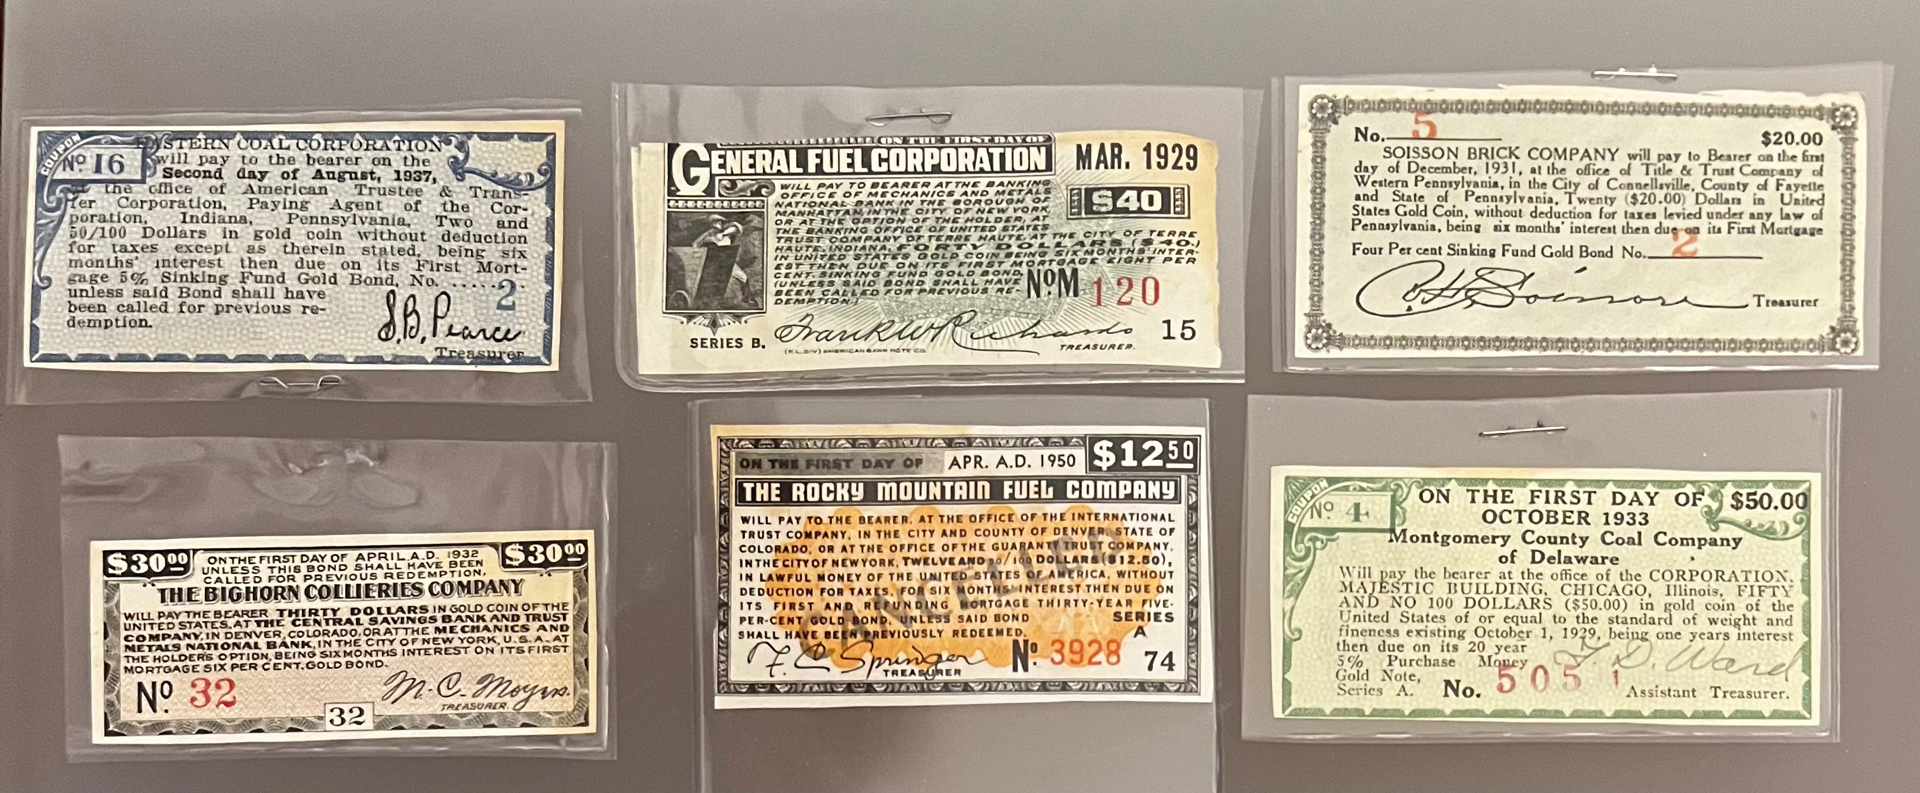 COUPON
No 16
EASTERN COAL CORPORATION
will pay to the bearer on the
Second day of August, 1937,
at the office of American Trustee & Trans-
fer Corporation, Paying Agent of the Cor-
poration, Indiana, Pennsylvania, Two and
50/100 Dollars in gold coin without deduction
for taxes except as therein stated, being six
months' interest then due on its First Mort-
gage 5% Sinking Fund Gold Bond, No. ........
2
unless said Bond shall have
been called for previous re-
demption.
S.B. Pearce
Treasurer
ON THE FIRST DAY OF
GENERAL FUEL CORPORATION
MAR. 1929
$40
WILL PAY TO BEARER AT THE BANKING
OFFICE OF MECHANICS AND METALS
NATIONAL BANK IN THE BOROUGH OF
MANHATTAN, IN THE CITY OF NEW YORK,
OR AT THE OPTION OF THE HOLDER, AT
THE BANKING OFFICE OF UNITED STATES
TRUST COMPANY OF TERRE HAUTE, AT THE CITY OF TERRE
HAUTE, INDIANA, FORTY DOLLARS ($40.)
IN UNITED STATES GOLD COIN BEING SIX MONTHS' INTER-
EST THEN DUE ON ITS FIRST MORTGAGE EIGHT PER
CENT. SINKING FUND GOLD BOND,
(UNLESS SAID BOND SHALL HAVE
BEEN CALLED FOR PREVIOUS RE-
DEMPTION.)
No M 120
SERIES B.
Frank W Richards
TREASURER.
15
(F.L.DIV) AMERICAN BANK NOTE CO.
No. 5
$20.00
SOISSON BRICK COMPANY will pay to Bearer on the first
day of December, 1931, at the office of Title & Trust Company of
Western Pennsylvania, in the City of Connellsville, County of Fayette
and State of Pennsylvania, Twenty ($20.00) Dollars in United
States Gold Coin, without deduction for taxes levied under any law of
Pennsylvania, being six months' interest then due on its First Mortgage
Four Per cent Sinking Fund Gold Bond No. 2
Treasurer
$30.00
ON THE FIRST DAY OF APRIL, A.D. 1932
$30.00
UNLESS THIS BOND SHALL HAVE BEEN
CALLED FOR PREVIOUS REDEMPTION,
THE BIGHORN COLLIERIES COMPANY
WILL PAY THE BEARER THIRTY DOLLARS IN GOLD COIN OF THE
UNITED STATES, AT THE CENTRAL SAVINGS BANK AND TRUST
COMPANY, IN DENVER, COLORADO, OR AT THE MECHANICS AND
METALS NATIONAL BANK, IN THE CITY OF NEW YORK, U.S.A., AT
THE HOLDER'S OPTION, BEING SIX MONTHS INTEREST ON ITS FIRST
MORTGAGE SIX PER CENT. GOLD BOND.
No. 32
M. C. Moyers.
TREASURER.
32
ON THE FIRST DAY OF APR. A.D. 1950 $12.50
THE ROCKY MOUNTAIN FUEL COMPANY
WILL PAY TO THE BEARER, AT THE OFFICE OF THE INTERNATIONAL
TRUST COMPANY, IN THE CITY AND COUNTY OF DENVER, STATE OF
COLORADO, OR AT THE OFFICE OF THE GUARANTY TRUST COMPANY,
IN THE CITY OF NEW YORK, TWELVE AND 50/100 DOLLARS ($12.50),
IN LAWFUL MONEY OF THE UNITED STATES OF AMERICA, WITHOUT
DEDUCTION FOR TAXES, FOR SIX MONTHS' INTEREST THEN DUE ON
ITS FIRST AND REFUNDING MORTGAGE THIRTY-YEAR FIVE-
PER-CENT GOLD BOND, UNLESS SAID BOND
SHALL HAVE BEEN PREVIOUSLY REDEEMED.
SERIES
A
CANCELLED
F. C. Springer
TREASURER
No. 3928
74
COUPON
No 4
ON THE FIRST DAY OF
OCTOBER 1933
$50.00
Montgomery County Coal Company
of Delaware
Will pay the bearer at the office of the CORPORATION,
MAJESTIC BUILDING, CHICAGO, Illinois, FIFTY
AND NO 100 DOLLARS ($50.00) in gold coin of the
United States of or equal to the standard of weight and
fineness existing October 1, 1929, being one years interest
then due on its 20 year
5% Purchase Money
Gold Note,
Series A.
No. 5051
D Ward
Assistant Treasurer.